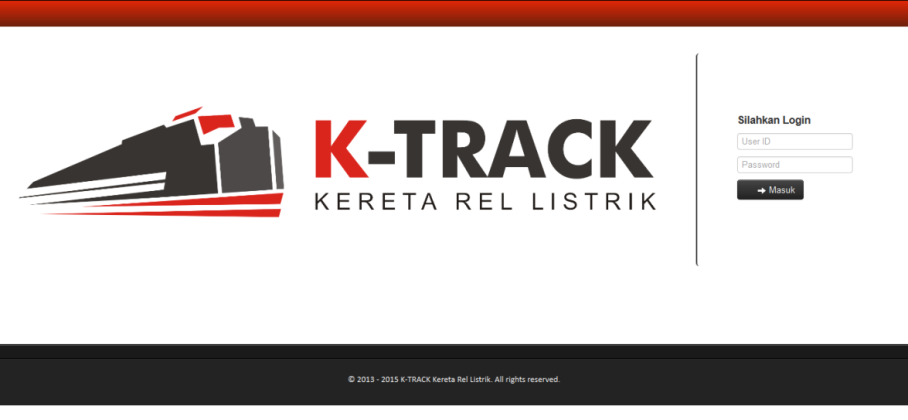 K-TRACK
KERETA REL LISTRIK
Silahkan Login
User ID
Password
Masuk
© 2013 - 2015 K-TRACK Kereta Rel Listrik. All rights reserved.